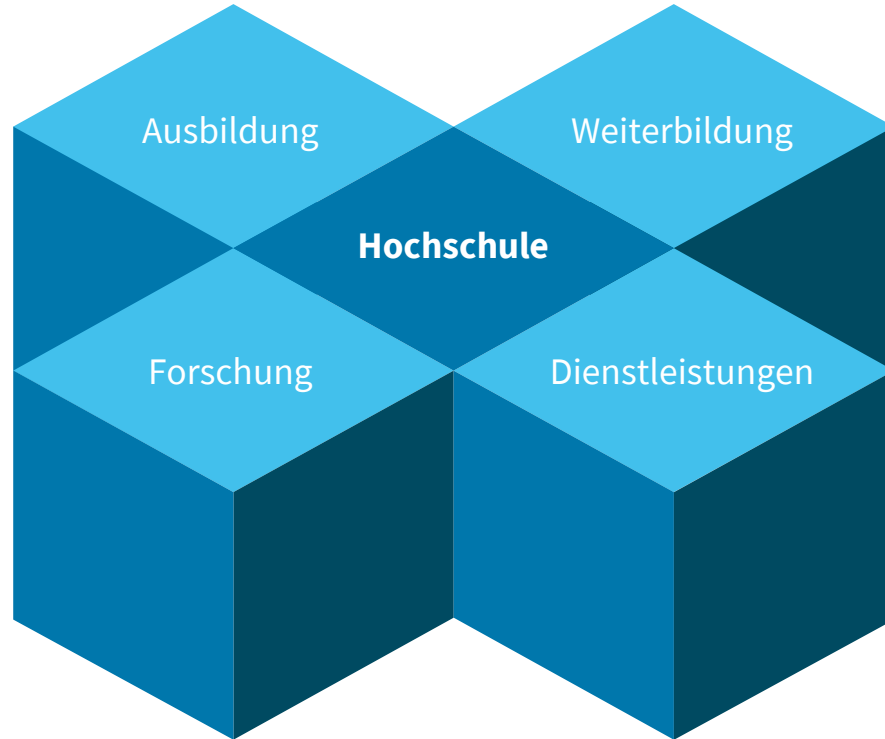 Ausbildung
Weiterbildung
Hochschule
Forschung
Dienstleistungen